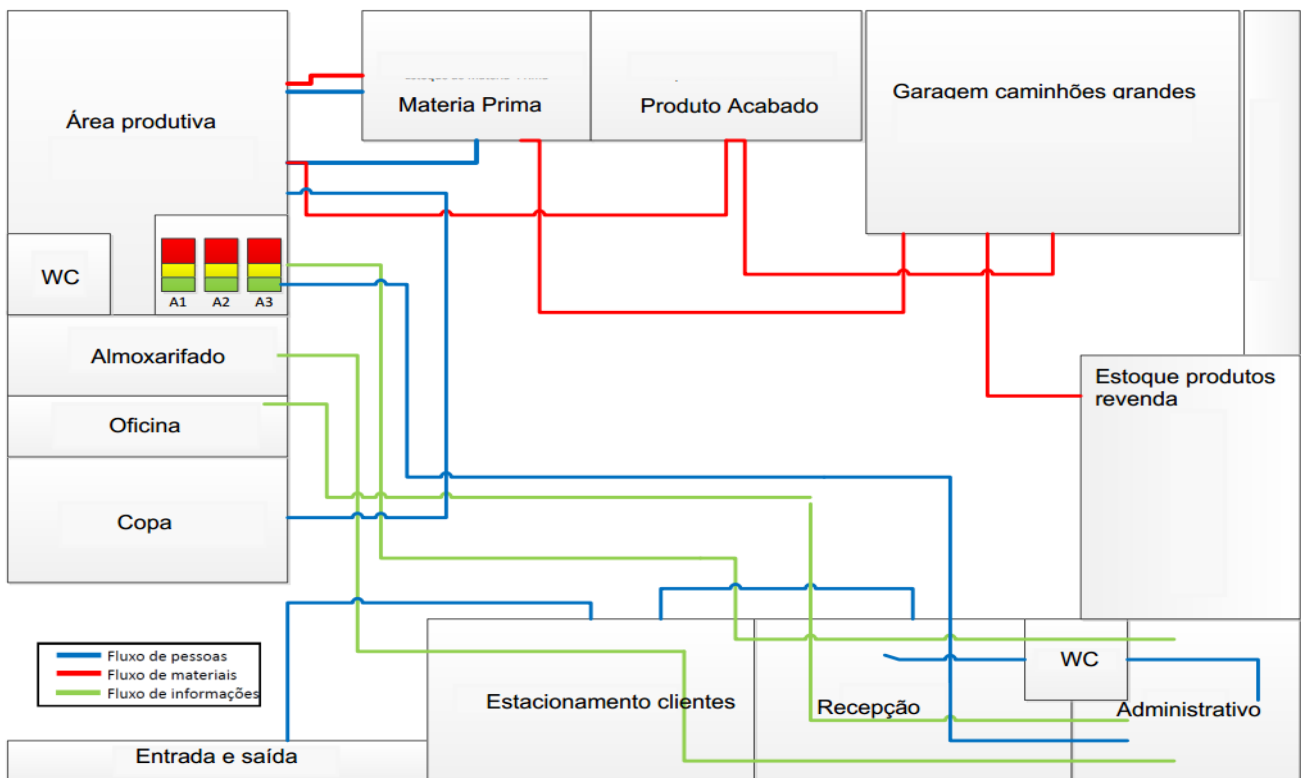 Materia Prima
Produto Acabado
Garagem caminhões grandes
Área produtiva
WC
A1 A2 A3
Almoxarifado
Estoque produtos
revenda
Oficina
Copa
Fluxo de pessoas
Fluxo de materiais
Fluxo de informações
WC
Estacionamento clientes
Recepção
Administrativo
Entrada e saída